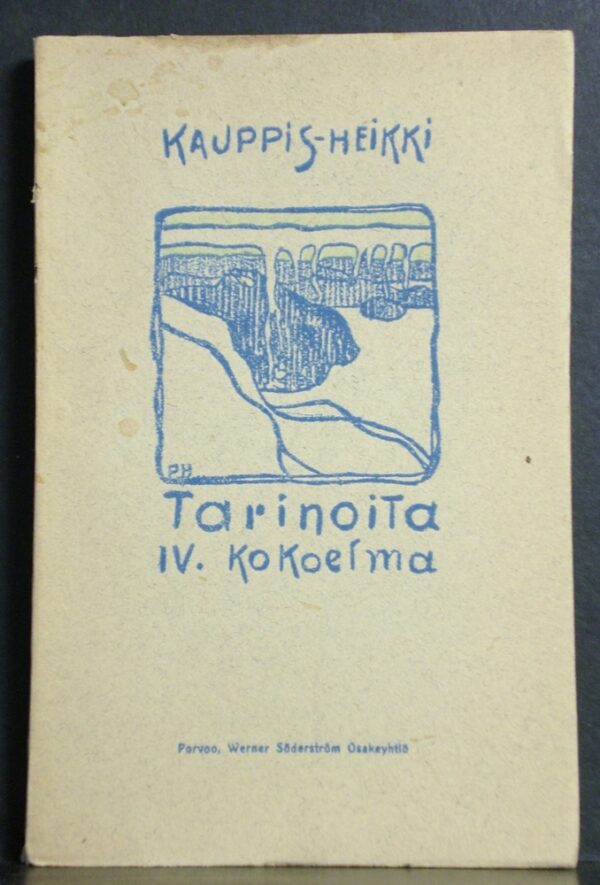 KAUPPIS-HEIKKI
PH
Tarinoita
IV. Kokoelma
Porvoo, Werner Söderström Osakeyhtiö